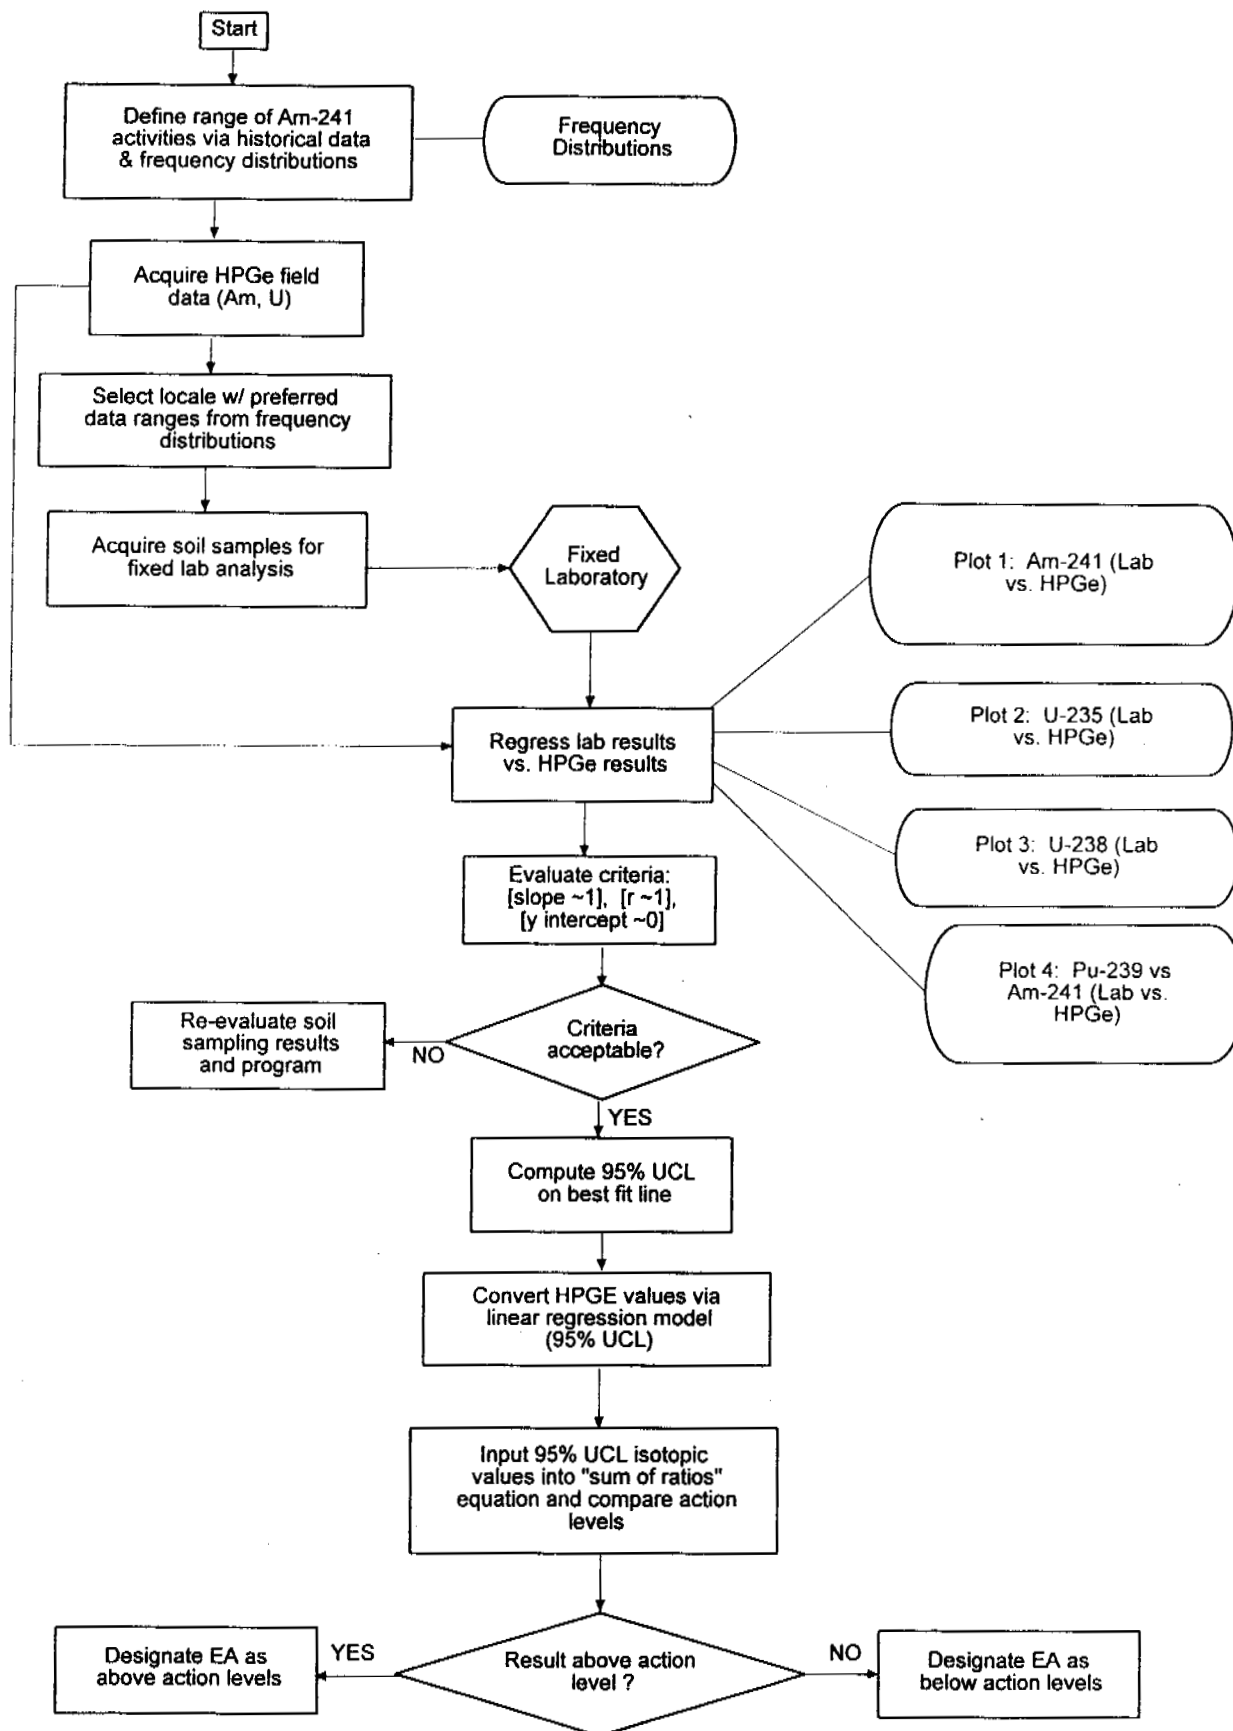 Start
Define range of Am-241
activities via historical data
& frequency distributions
Frequency
Distributions
Acquire HPGe field
data (Am, U)
Select locale w/ preferred
data ranges from frequency
distributions
Acquire soil samples for
fixed lab analysis
Fixed
Laboratory
Plot 1: Am-241 (Lab
vs. HPGe)
Regress lab results
vs. HPGe results
Plot 2: U-235 (Lab
vs. HPGe)
Plot 3: U-238 (Lab
vs. HPGe)
Evaluate criteria:
[slope ~1], [r ~1],
[y intercept ~0]
Plot 4: Pu-239 vs
Am-241 (Lab vs.
HPGe)
Criteria
acceptable?
NO
Re-evaluate soil
sampling results
and program
YES
Compute 95% UCL
on best fit line
Convert HPGE values via
linear regression model
(95% UCL)
Input 95% UCL isotopic
values into "sum of ratios"
equation and compare action
levels
Result above action
level ?
YES
Designate EA as
above action levels
NO
Designate EA as
below action levels